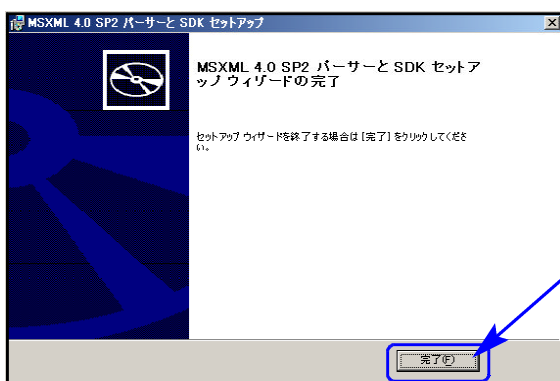 MSXML 4.0 SP2 パーサーと SDK セットアップ
MSXML 4.0 SP2 パーサーと SDK セットア
ップ ウィザードの完了
セットアップ ウィザードを終了する場合は [完了] をクリックしてくださ
い。
完了(F)